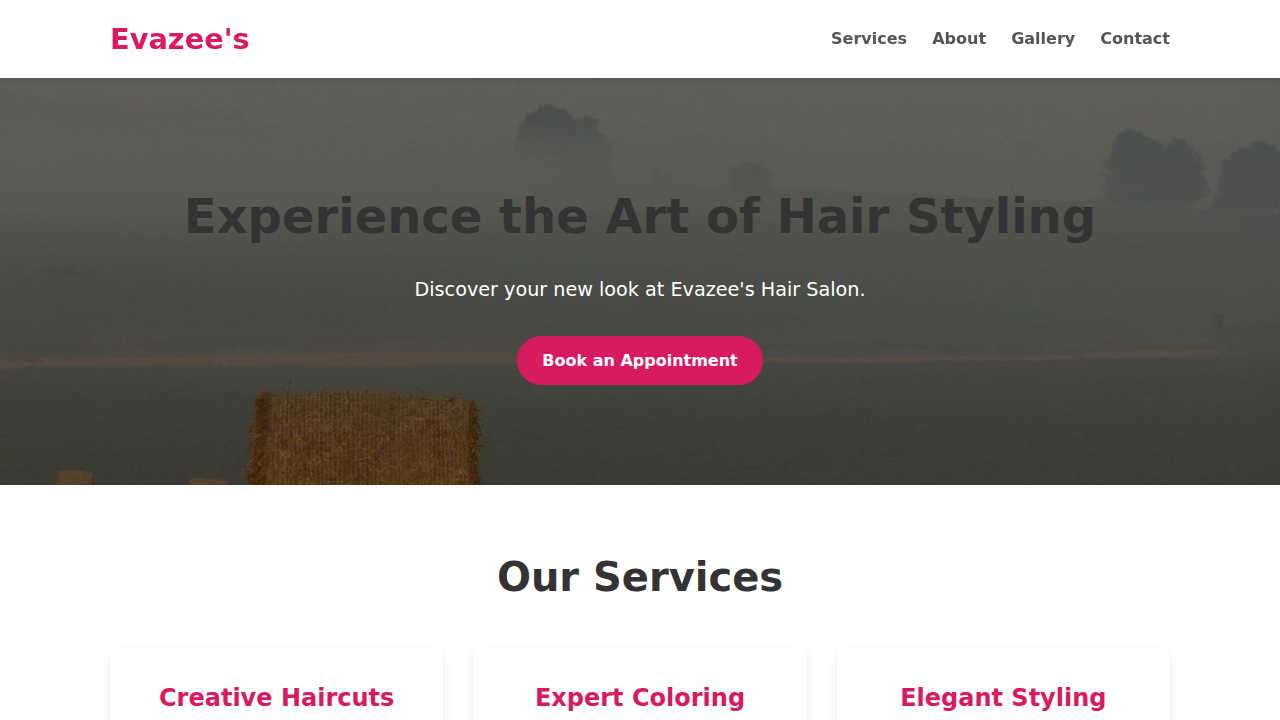 Evazee's
Services About Gallery Contact
Experience the Art of Hair Styling
Discover your new look at Evazee's Hair Salon.
Book an Appointment
Our Services
Creative Haircuts
Expert Coloring
Elegant Styling